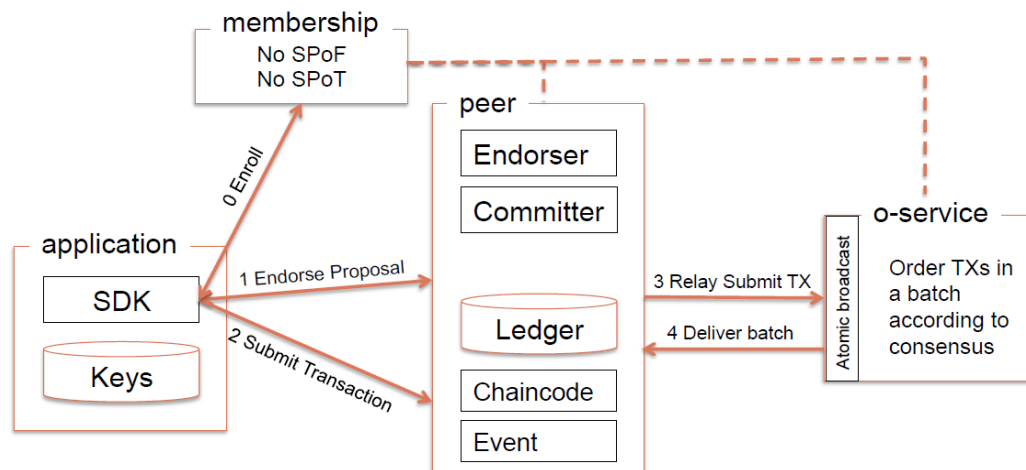 membership
No SPoF
No SPoT
peer
Endorser
Committer
0 Enroll
o-service
application
Atomic broadcast
Order TXs in
a batch
according to
consensus
SDK
1 Endorse Proposal
3 Relay Submit TX
Ledger
4 Deliver batch
2 Submit Transaction
Keys
Chaincode
Event